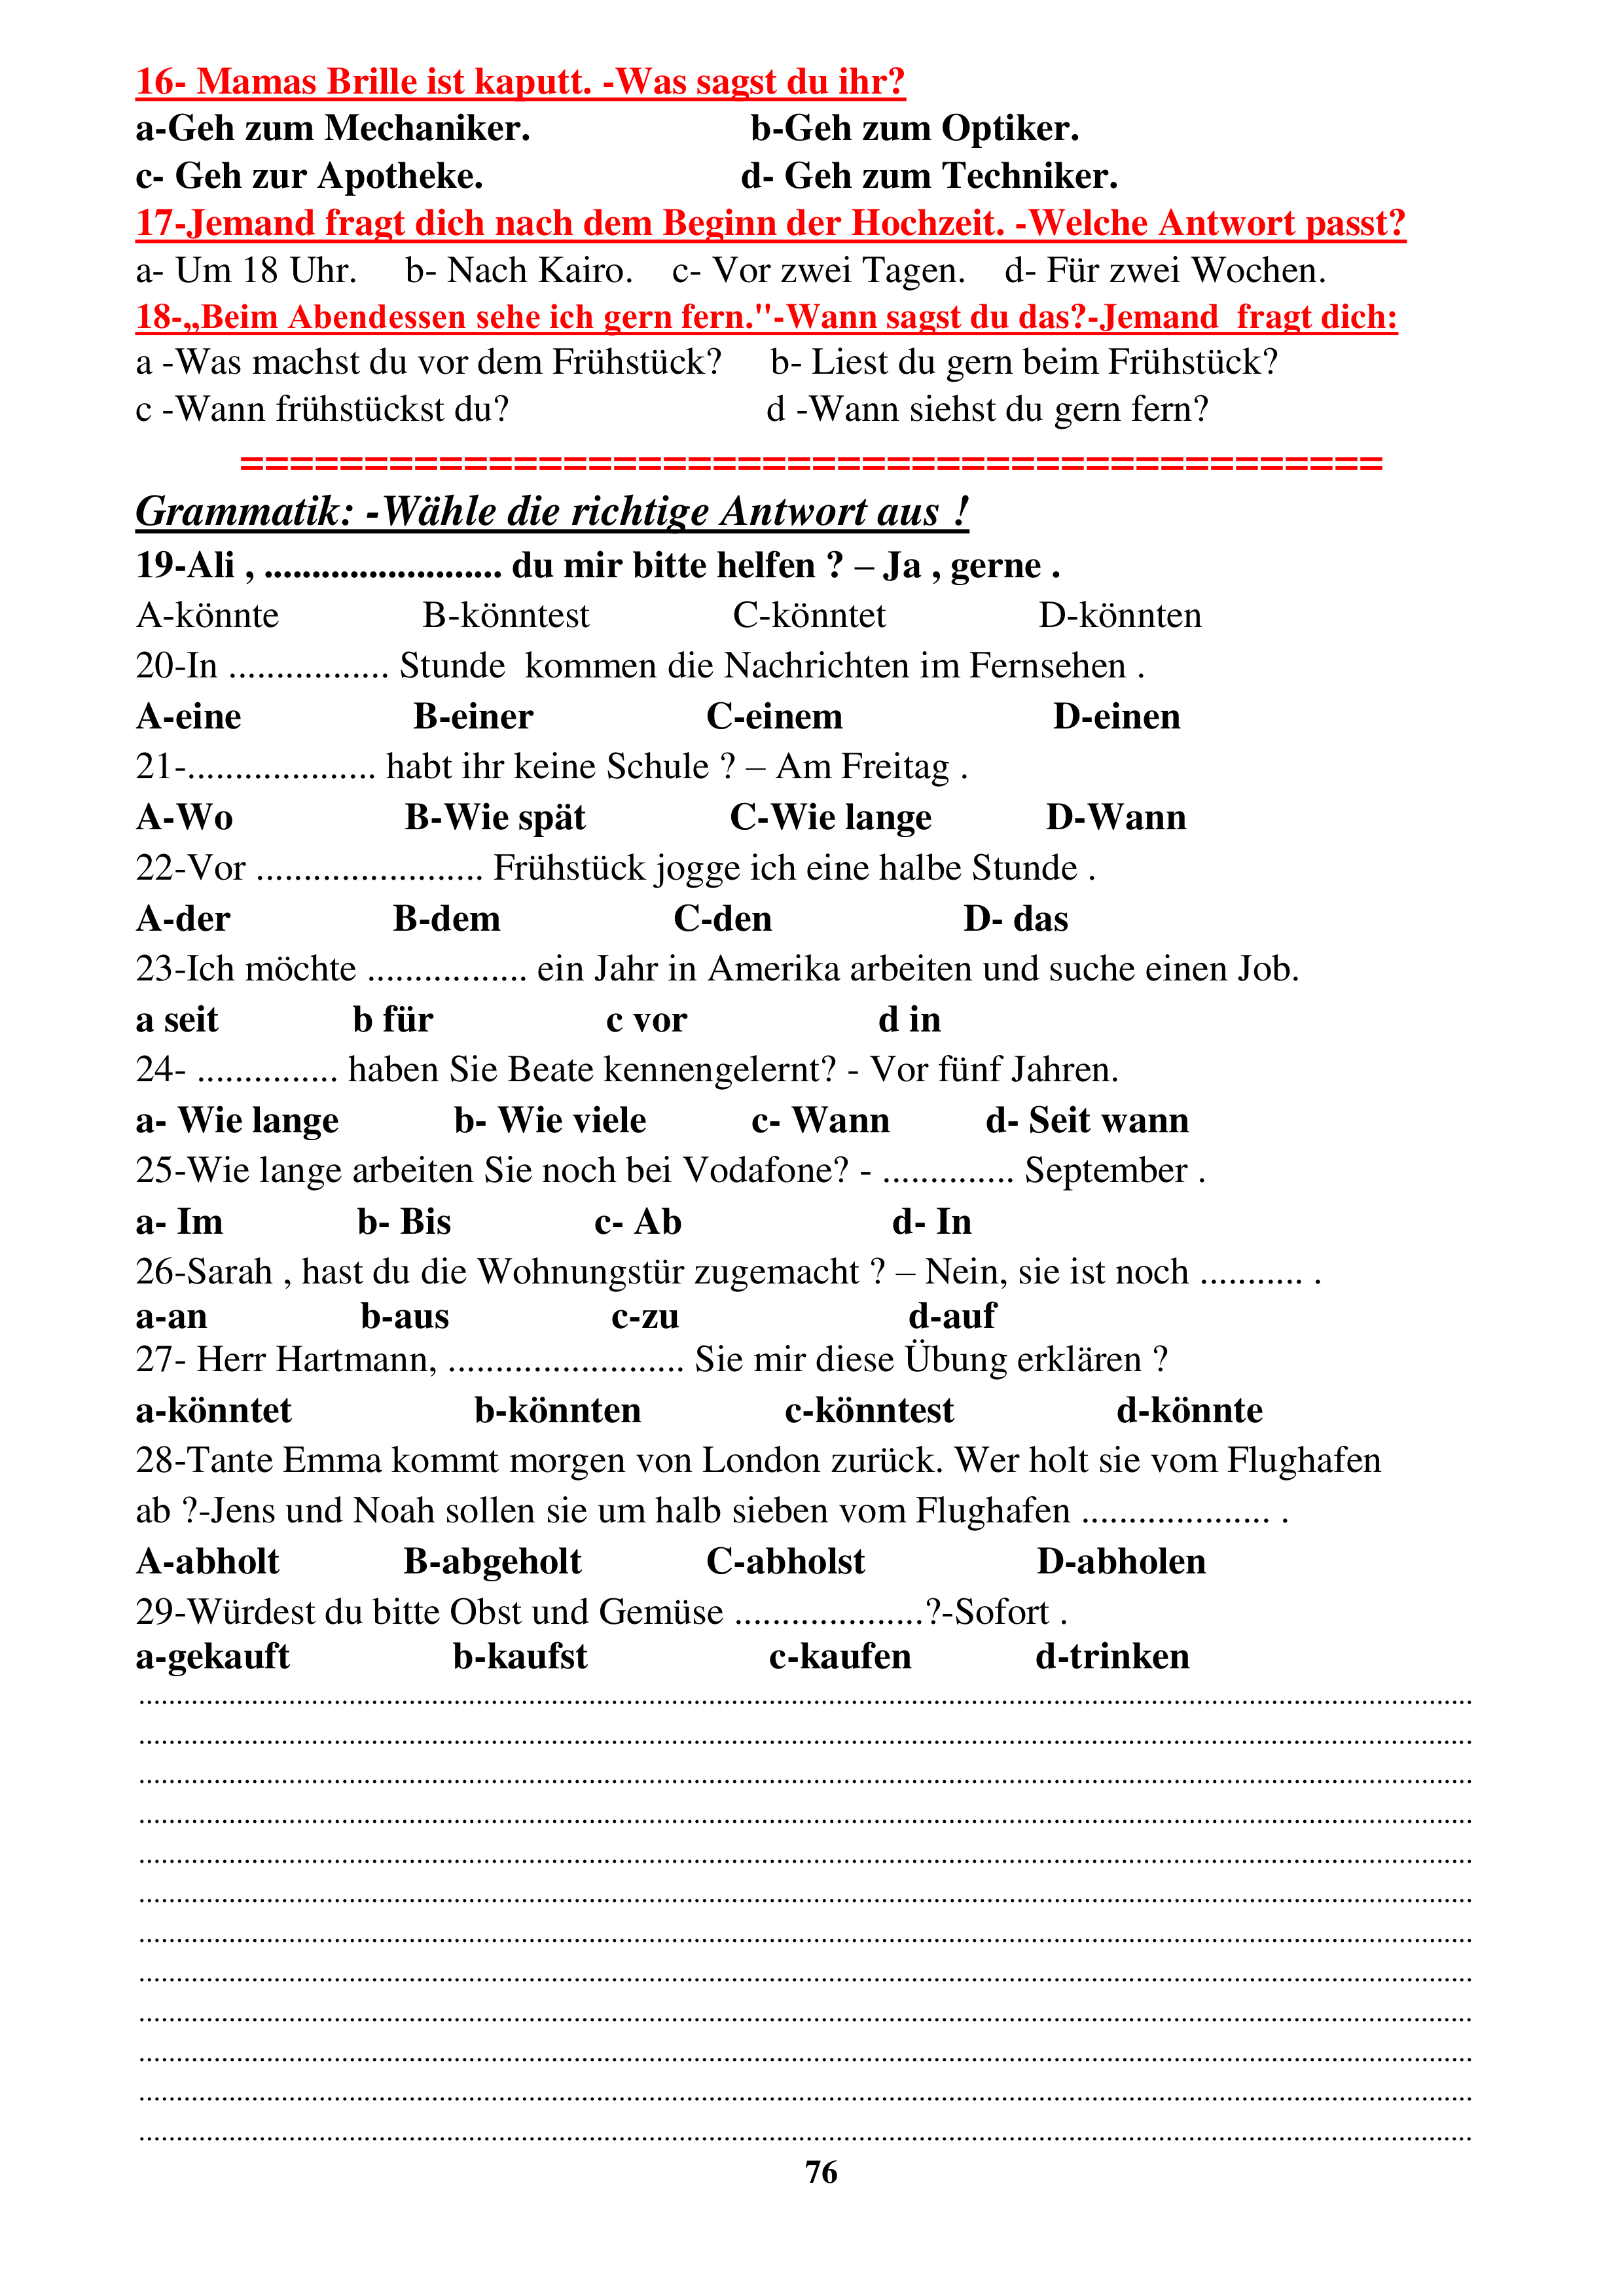 16- Mamas Brille ist kaputt. -Was sagst du ihr?
a-Geh zum Mechaniker. b-Geh zum Optiker.
c- Geh zur Apotheke. d- Geh zum Techniker.
17-Jemand fragt dich nach dem Beginn der Hochzeit. -Welche Antwort passt?
a- Um 18 Uhr. b- Nach Kairo. c- Vor zwei Tagen. d- Für zwei Wochen.
18-„Beim Abendessen sehe ich gern fern."-Wann sagst du das?-Jemand fragt dich:
a -Was machst du vor dem Frühstück? b- Liest du gern beim Frühstück?
c -Wann frühstückst du? d -Wann siehst du gern fern?
==============================================
Grammatik: -Wähle die richtige Antwort aus !
19-Ali , ......................... du mir bitte helfen ? – Ja , gerne .
A-könnte B-könntest C-könntet D-könnten
20-In ................. Stunde kommen die Nachrichten im Fernsehen .
A-eine B-einer C-einem D-einen
21-.................... habt ihr keine Schule ? – Am Freitag .
A-Wo B-Wie spät C-Wie lange D-Wann
22-Vor ........................ Frühstück jogge ich eine halbe Stunde .
A-der B-dem C-den D- das
23-Ich möchte ................. ein Jahr in Amerika arbeiten und suche einen Job.
a seit b für c vor d in
24- ............... haben Sie Beate kennengelernt? - Vor fünf Jahren.
a- Wie lange b- Wie viele c- Wann d- Seit wann
25-Wie lange arbeiten Sie noch bei Vodafone? - .............. September .
a- Im b- Bis c- Ab d- In
26-Sarah , hast du die Wohnungstür zugemacht ? – Nein, sie ist noch ........... .
a-an b-aus c-zu d-auf
27- Herr Hartmann, ......................... Sie mir diese Übung erklären ?
a-könntet b-könnten c-könntest d-könnte
28-Tante Emma kommt morgen von London zurück. Wer holt sie vom Flughafen
ab ?-Jens und Noah sollen sie um halb sieben vom Flughafen .................... .
A-abholt B-abgeholt C-abholst D-abholen
29-Würdest du bitte Obst und Gemüse ....................?-Sofort .
a-gekauft b-kaufst c-kaufen d-trinken
76